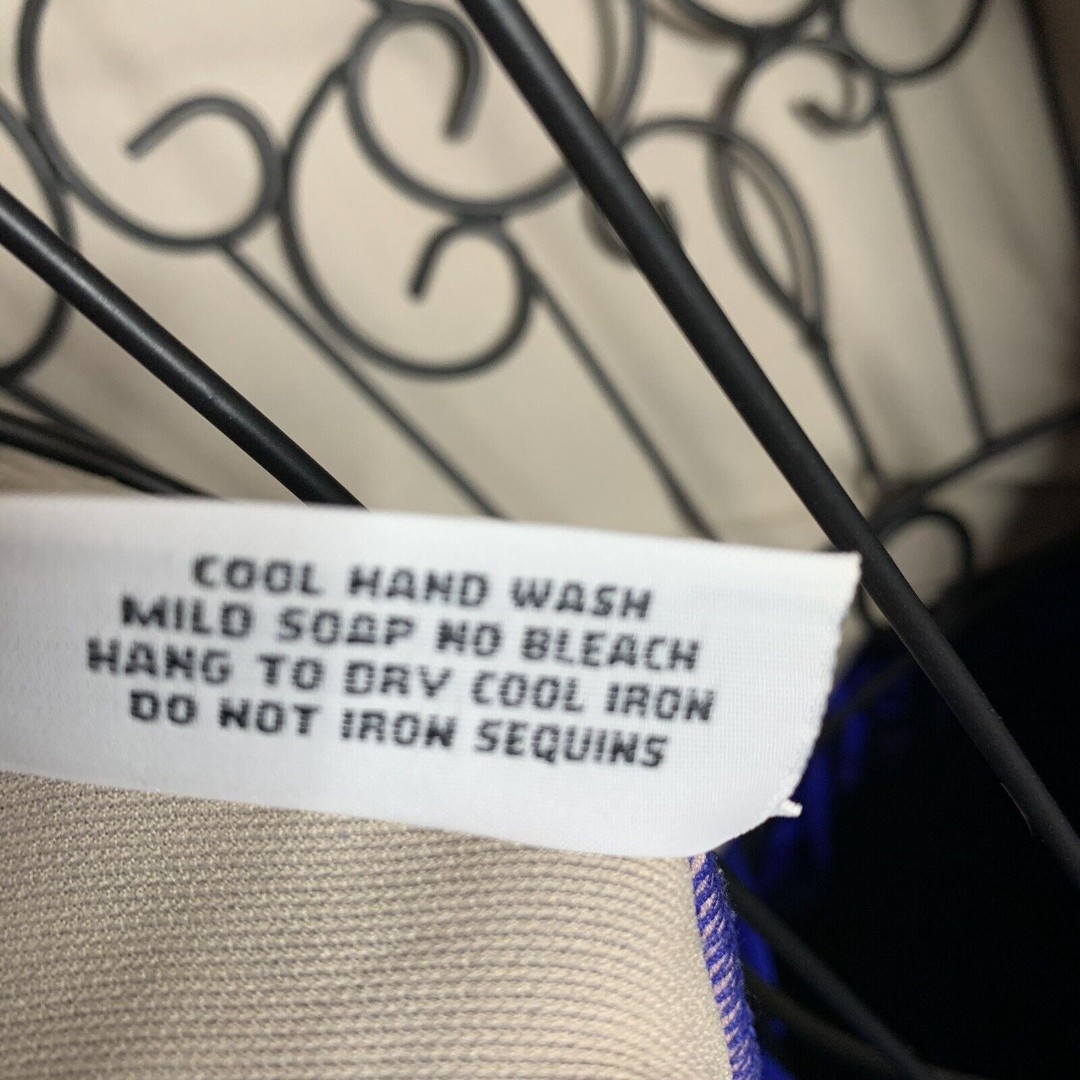 COOL HAND WASH
MILD SOAP NO BLEACH
HANG TO DRY COOL IRON
DO NOT IRON SEQUINS